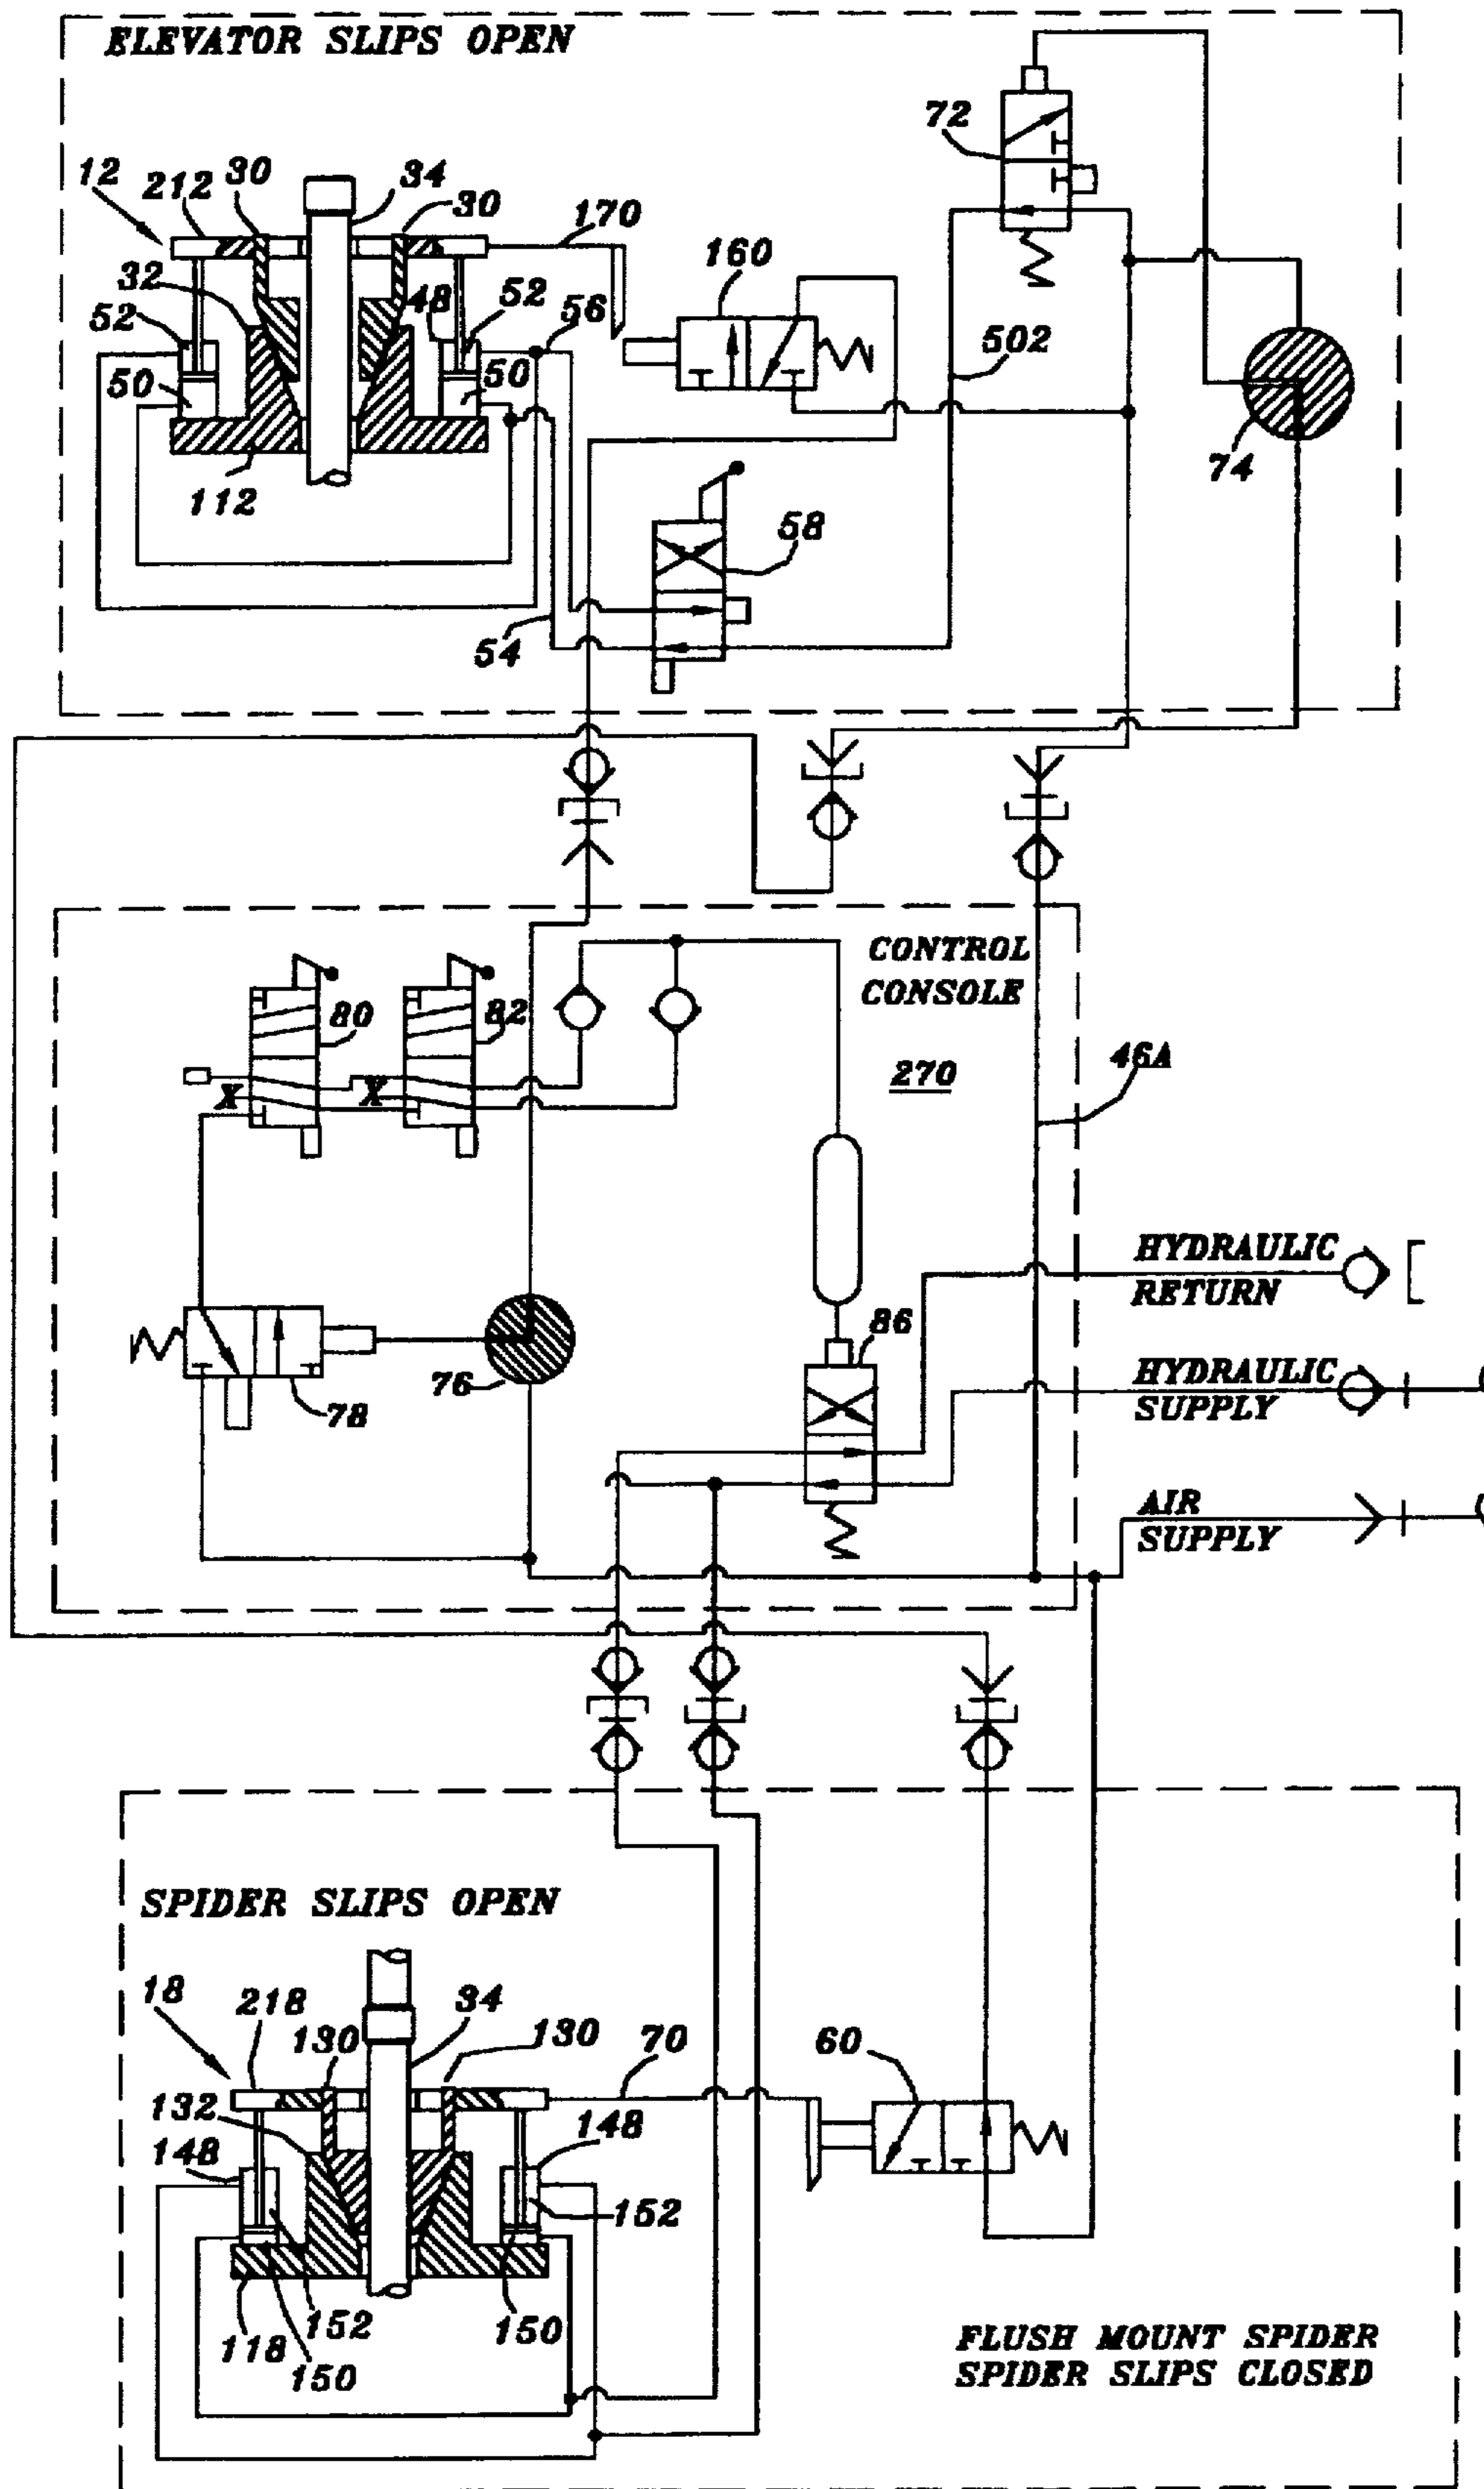 ELEVATOR SLIPS OPEN
72
12
212
30
34
30
170
160
32
48
52
56
52
502
50
50
74
112
58
54
CONTROL
CONSOLE
80
82
270
46A
X
X
HYDRAULIC
RETURN
86
76
HYDRAULIC
SUPPLY
78
AIR
SUPPLY
SPIDER SLIPS OPEN
18
218
34
130
130
70
60
132
148
148
152
152
150
118
150
FLUSH MOUNT SPIDER
SPIDER SLIPS CLOSED